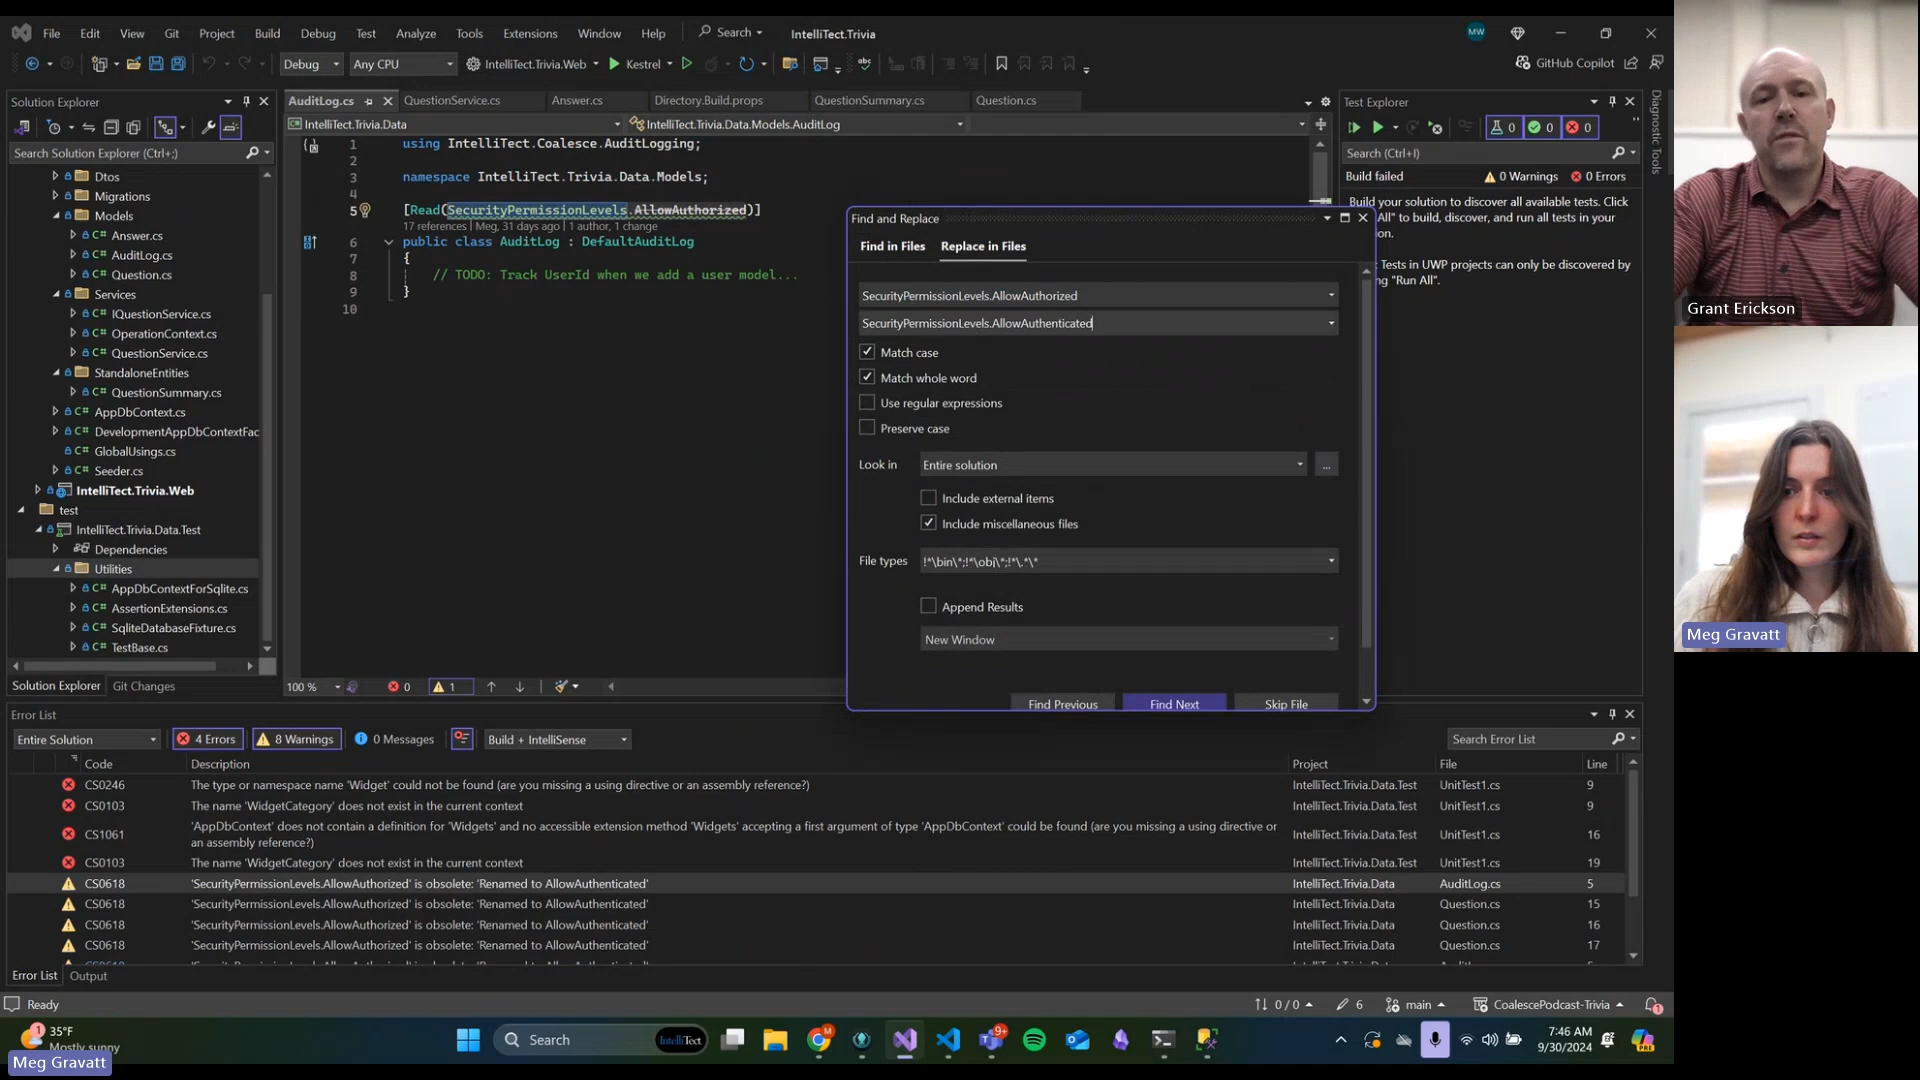 File Edit View Git Project Build Debug Test Analyze Tools Extensions Window Help Search IntelliTect.Trivia MW
Debug Any CPU IntelliTect.Trivia.Web Kestrel GitHub Copilot
Solution Explorer
Search Solution Explorer (Ctrl+;)
Dtos
Migrations
Models
C# Answer.cs
C# AuditLog.cs
C# Question.cs
Services
C# IQuestionService.cs
C# OperationContext.cs
C# QuestionService.cs
StandaloneEntities
C# QuestionSummary.cs
C# AppDbContext.cs
C# DevelopmentAppDbContextFac
C# GlobalUsings.cs
C# Seeder.cs
IntelliTect.Trivia.Web
test
IntelliTect.Trivia.Data.Test
Dependencies
Utilities
C# AppDbContextForSqlite.cs
C# AssertionExtensions.cs
C# SqliteDatabaseFixture.cs
C# TestBase.cs
Solution Explorer Git Changes
AuditLog.cs QuestionService.cs Answer.cs Directory.Build.props QuestionSummary.cs Question.cs
IntelliTect.Trivia.Data IntelliTect.Trivia.Data.Models.AuditLog
1 using IntelliTect.Coalesce.AuditLogging;
2
3 namespace IntelliTect.Trivia.Data.Models;
4
5 [Read(SecurityPermissionLevels.AllowAuthorized)]
17 references | Meg, 31 days ago | 1 author, 1 change
6 public class AuditLog : DefaultAuditLog
7 {
8 // TODO: Track UserId when we add a user model...
9 }
10
100 % 0 1
Find and Replace
Find in Files Replace in Files
SecurityPermissionLevels.AllowAuthorized
SecurityPermissionLevels.AllowAuthenticated
Match case
Match whole word
Use regular expressions
Preserve case
Look in Entire solution ...
Include external items
Include miscellaneous files
File types !*\bin\*;!*\obj\*;!*\.*\*
Append Results
New Window
Find Previous Find Next Skip File
Test Explorer
0 0 0
Search (Ctrl+I)
Build failed 0 Warnings 0 Errors
Build your solution to discover all available tests. Click
All" to build, discover, and run all tests in your
on.
: Tests in UWP projects can only be discovered by
g "Run All".
Diagnostic Tools
Error List
Entire Solution 4 Errors 8 Warnings 0 Messages Build + IntelliSense Search Error List
Code Description Project File Line
CS0246 The type or namespace name 'Widget' could not be found (are you missing a using directive or an assembly reference?) IntelliTect.Trivia.Data.Test UnitTest1.cs 9
CS0103 The name 'WidgetCategory' does not exist in the current context IntelliTect.Trivia.Data.Test UnitTest1.cs 9
CS1061 'AppDbContext' does not contain a definition for 'Widgets' and no accessible extension method 'Widgets' accepting a first argument of type 'AppDbContext' could be found (are you missing a using directive or an assembly reference?) IntelliTect.Trivia.Data.Test UnitTest1.cs 16
CS0103 The name 'WidgetCategory' does not exist in the current context IntelliTect.Trivia.Data.Test UnitTest1.cs 19
CS0618 'SecurityPermissionLevels.AllowAuthorized' is obsolete: 'Renamed to AllowAuthenticated' IntelliTect.Trivia.Data AuditLog.cs 5
CS0618 'SecurityPermissionLevels.AllowAuthorized' is obsolete: 'Renamed to AllowAuthenticated' IntelliTect.Trivia.Data Question.cs 15
CS0618 'SecurityPermissionLevels.AllowAuthorized' is obsolete: 'Renamed to AllowAuthenticated' IntelliTect.Trivia.Data Question.cs 16
CS0618 'SecurityPermissionLevels.AllowAuthorized' is obsolete: 'Renamed to AllowAuthenticated' IntelliTect.Trivia.Data Question.cs 17
Error List Output
Ready 0 / 0 6 main CoalescePodcast-Trivia 1
1 35°F
Mostly sunny
Search IntelliTect M 9+ PRE
7:46 AM
9/30/2024
Meg Gravatt
Grant Erickson
Meg Gravatt